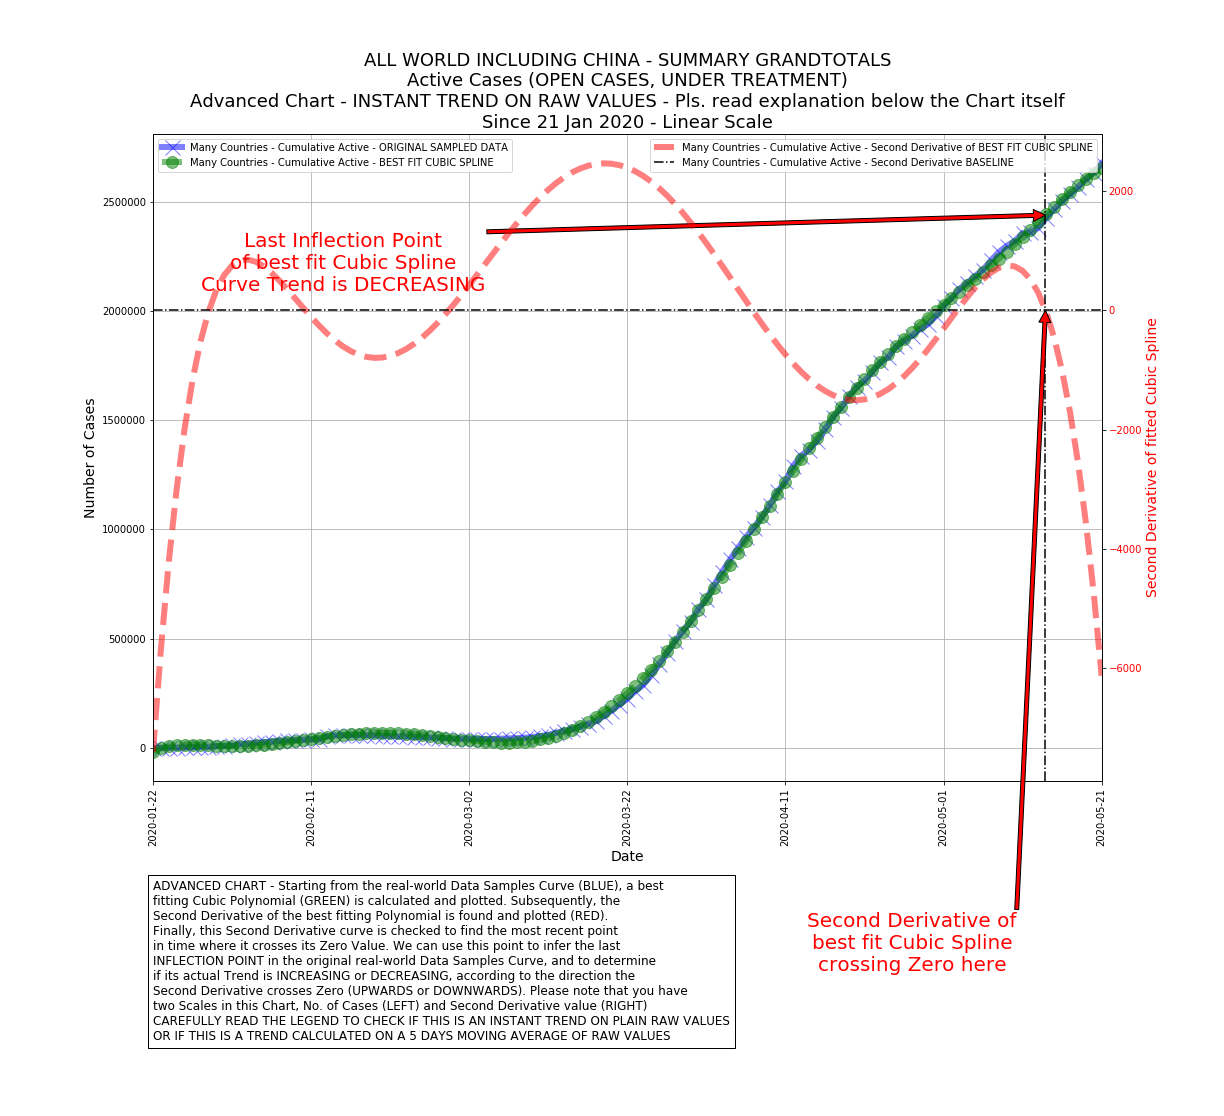 ALL WORLD INCLUDING CHINA - SUMMARY GRANDTOTALS
Active Cases (OPEN CASES, UNDER TREATMENT)
Advanced Chart - INSTANT TREND ON RAW VALUES - Pls. read explanation below the Chart itself
Since 21 Jan 2020 - Linear Scale
Many Countries - Cumulative Active - ORIGINAL SAMPLED DATA
Many Countries - Cumulative Active - BEST FIT CUBIC SPLINE
Many Countries - Cumulative Active - Second Derivative of BEST FIT CUBIC SPLINE
Many Countries - Cumulative Active - Second Derivative BASELINE
Last Inflection Point
of best fit Cubic Spline
Curve Trend is DECREASING
Number of Cases
2500000
2000000
1500000
1000000
500000
0
2000
0
−2000
−4000
−6000
Second Derivative of fitted Cubic Spline
2020-01-22
2020-02-11
2020-03-02
2020-03-22
2020-04-11
2020-05-01
2020-05-21
Date
ADVANCED CHART - Starting from the real-world Data Samples Curve (BLUE), a best
fitting Cubic Polynomial (GREEN) is calculated and plotted. Subsequently, the
Second Derivative of the best fitting Polynomial is found and plotted (RED).
Finally, this Second Derivative curve is checked to find the most recent point
in time where it crosses its Zero Value. We can use this point to infer the last
INFLECTION POINT in the original real-world Data Samples Curve, and to determine
if its actual Trend is INCREASING or DECREASING, according to the direction the
Second Derivative crosses Zero (UPWARDS or DOWNWARDS). Please note that you have
two Scales in this Chart, No. of Cases (LEFT) and Second Derivative value (RIGHT)
CAREFULLY READ THE LEGEND TO CHECK IF THIS IS AN INSTANT TREND ON PLAIN RAW VALUES
OR IF THIS IS A TREND CALCULATED ON A 5 DAYS MOVING AVERAGE OF RAW VALUES
Second Derivative of
best fit Cubic Spline
crossing Zero here